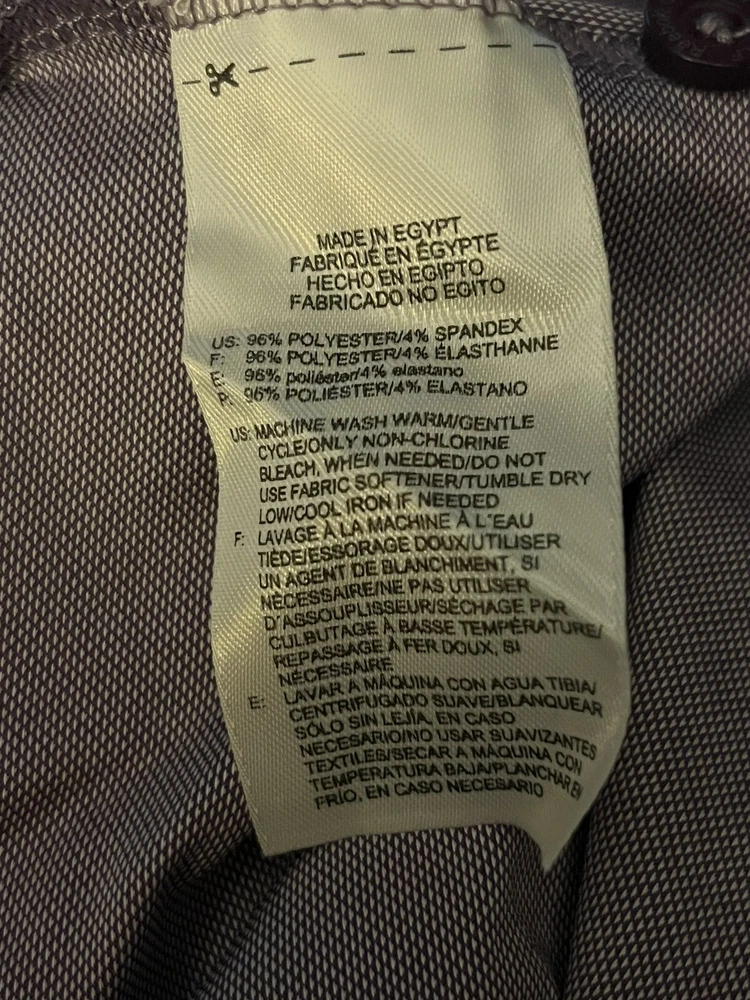 MADE IN EGYPT
FABRIQUÉ EN ÉGYPTE
HECHO EN EGIPTO
FABRICADO NO EGITO
US: 96% POLYESTER/4% SPANDEX
F: 96% POLYESTER/4% ÉLASTHANNE
E: 96% poliéster/4% elastano
P: 96% POLIÉSTER/4% ELASTANO
US: MACHINE WASH WARM/GENTLE
CYCLE/ONLY NON-CHLORINE
BLEACH, WHEN NEEDED/DO NOT
USE FABRIC SOFTENER/TUMBLE DRY
LOW/COOL IRON IF NEEDED
F: LAVAGE À LA MACHINE À L'EAU
TIÈDE/ESSORAGE DOUX/UTILISER
UN AGENT DE BLANCHIMENT, SI
NÉCESSAIRE/NE PAS UTILISER
D'ASSOUPLISSEUR/SÉCHAGE PAR
CULBUTAGE À BASSE TEMPÉRATURE/
REPASSAGE À FER DOUX, SI
NÉCESSAIRE
E: LAVAR A MÁQUINA CON AGUA TIBIA/
CENTRIFUGADO SUAVE/BLANQUEAR
SÓLO SIN LEJÍA, EN CASO
NECESARIO/NO USAR SUAVIZANTES
TEXTILES/SECAR A MÁQUINA CON
TEMPERATURA BAJA/PLANCHAR EN
FRÍO, EN CASO NECESARIO